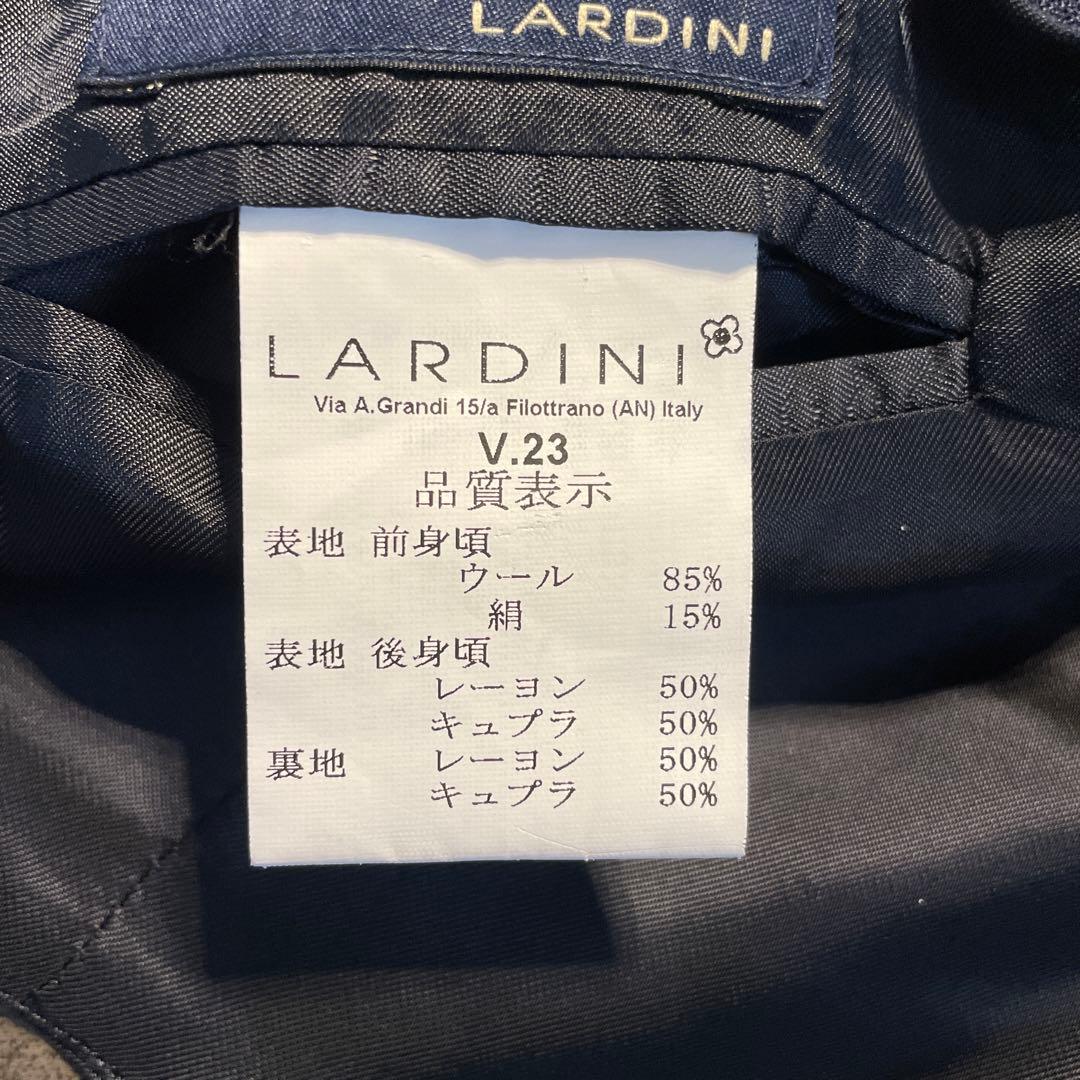 LARDINI
LARDINI
Via A.Grandi 15/a Filottrano (AN) Italy
V.23
品質表示
表地 前身頃
ウール 85%
絹 15%
表地 後身頃
レーヨン 50%
キュプラ 50%
裏地 レーヨン 50%
キュプラ 50%